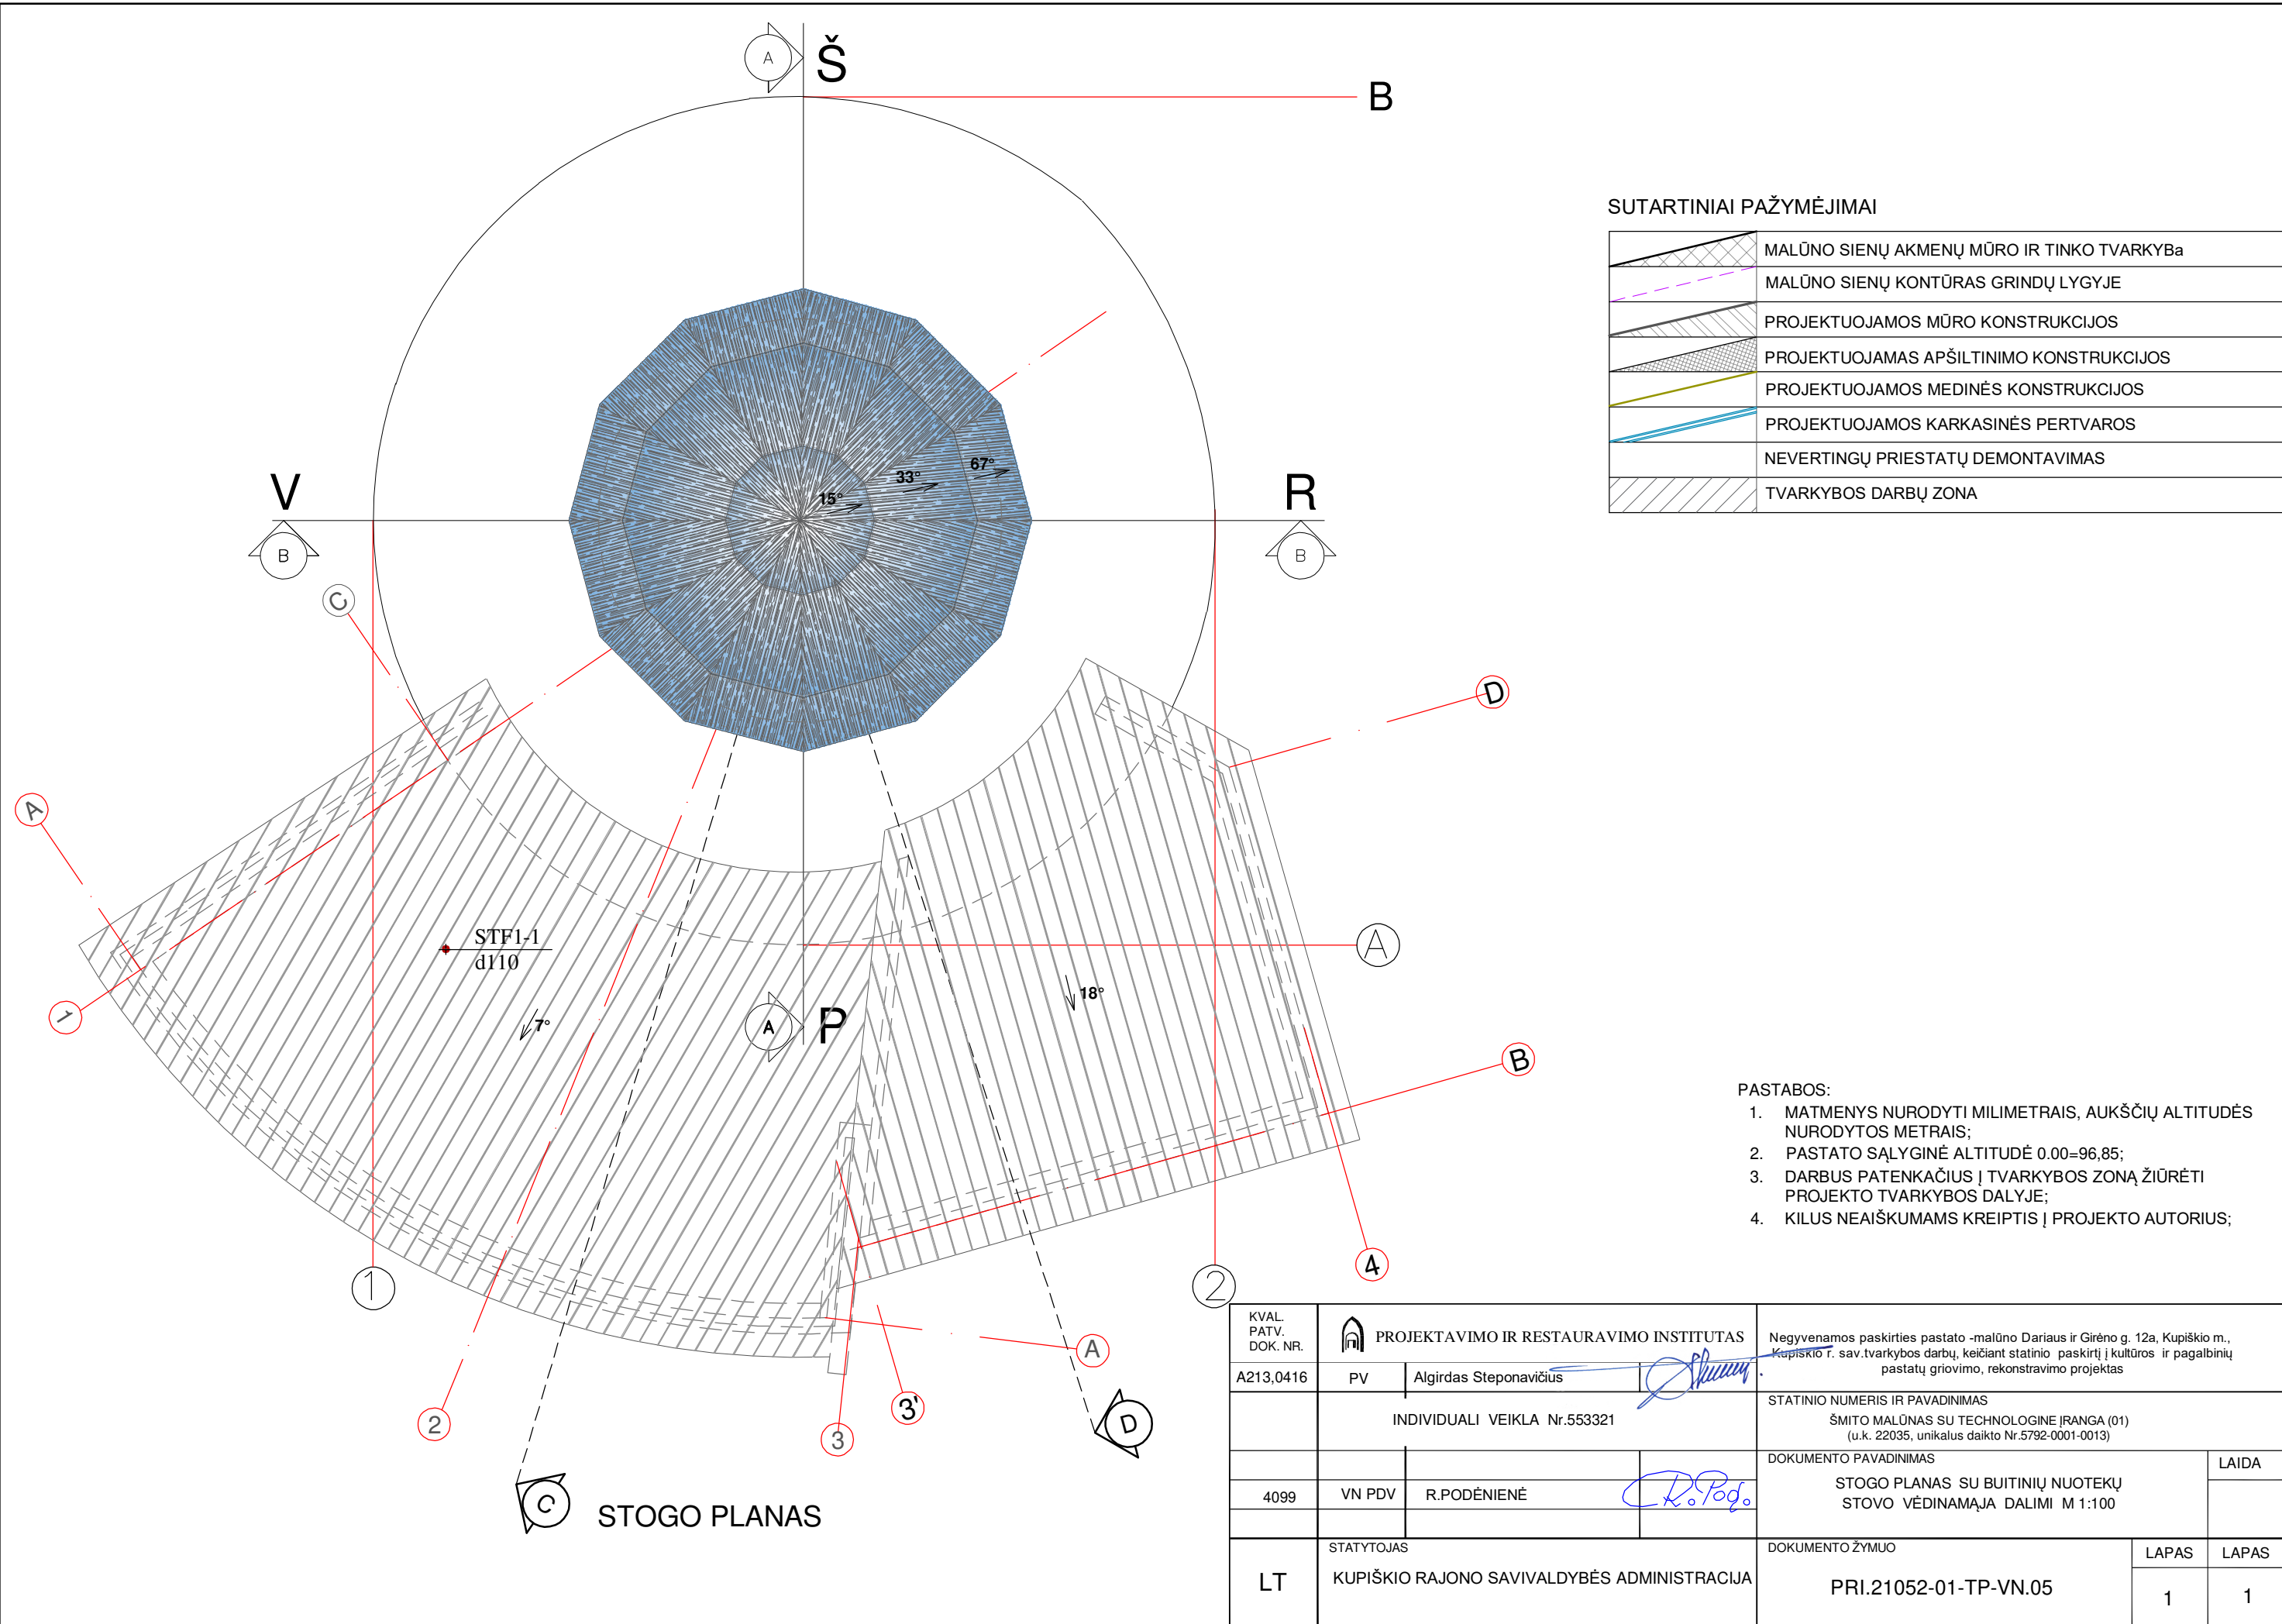 A
Š
B
SUTARTINIAI PAŽYMĖJIMAI
MALŪNO SIENŲ AKMENŲ MŪRO IR TINKO TVARKYBa
MALŪNO SIENŲ KONTŪRAS GRINDŲ LYGYJE
PROJEKTUOJAMOS MŪRO KONSTRUKCIJOS
PROJEKTUOJAMAS APŠILTINIMO KONSTRUKCIJOS
PROJEKTUOJAMOS MEDINĖS KONSTRUKCIJOS
PROJEKTUOJAMOS KARKASINĖS PERTVAROS
NEVERTINGŲ PRIESTATŲ DEMONTAVIMAS
TVARKYBOS DARBŲ ZONA
V
R
B
B
15°
33°
67°
C
D
A
STF1-1
d110
A
1
7°
A
P
18°
B
1
2
4
A
3'
2
3
D
C
STOGO PLANAS
PASTABOS:
1. MATMENYS NURODYTI MILIMETRAIS, AUKŠČIŲ ALTITUDĖS
NURODYTOS METRAIS;
2. PASTATO SĄLYGINĖ ALTITUDĖ 0.00=96,85;
3. DARBUS PATENKAČIUS Į TVARKYBOS ZONĄ ŽIŪRĖTI
PROJEKTO TVARKYBOS DALYJE;
4. KILUS NEAIŠKUMAMS KREIPTIS Į PROJEKTO AUTORIUS;
KVAL.
PATV.
DOK. NR.
PROJEKTAVIMO IR RESTAURAVIMO INSTITUTAS
Negyvenamos paskirties pastato -malūno Dariaus ir Girėno g. 12a, Kupiškio m.,
Kupiškio r. sav.tvarkybos darbų, keičiant statinio paskirtį į kultūros ir pagalbinių
pastatų griovimo, rekonstravimo projektas
A213,0416 PV Algirdas Steponavičius
INDIVIDUALI VEIKLA Nr.553321
STATINIO NUMERIS IR PAVADINIMAS
ŠMITO MALŪNAS SU TECHNOLOGINE ĮRANGA (01)
(u.k. 22035, unikalus daikto Nr.5792-0001-0013)
DOKUMENTO PAVADINIMAS
LAIDA
STOGO PLANAS SU BUITINIŲ NUOTEKŲ
STOVO VĖDINAMĄJA DALIMI M 1:100
4099 VN PDV R.PODĖNIENĖ
R.Pod.
STATYTOJAS
LT
KUPIŠKIO RAJONO SAVIVALDYBĖS ADMINISTRACIJA
DOKUMENTO ŽYMUO
PRI.21052-01-TP-VN.05
LAPAS LAPAS
1 1